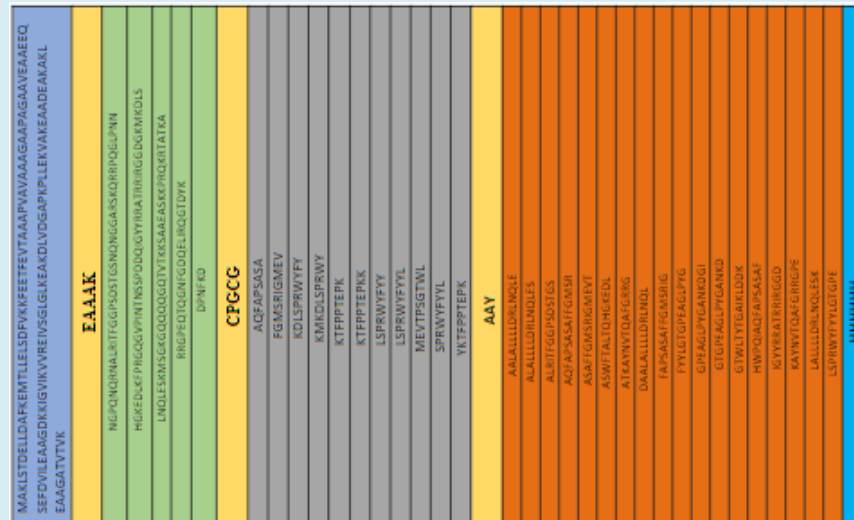 MAKLSTDELLDAFKEMTLLELSDFVKKFEETFEVTAAAPVAVAAAGAAPAGAAVEAAEEQ
SEFDVILEAAGDKKIGVIKVVREIVSGLGLKEAKDLVDGAPKPLLEKVAKEAADEAKAKL
EAAGATVTVK
EAAAK
NGPQNQRNALRITFGGPSDSTGSNQNGGARSKQRRPQGLPNN
HGKEDLKFPRGQGVPINTNSSPDDQIGYYRRATRRIRGGDGKMKDLS
LNQLESKMSGKGQQQQGQTVTKKSAAEASKKPRQKRTATKA
RRGPEQTQGNFGDQELIRQGTDYK
DPNFKD
CPGCG
AQFAPSASA
FGMSRIGMEV
KDLSPRWYFY
KMKDLSPRWY
KTFPPTEPK
KTFPPTEPKK
LSPRWYFYY
LSPRWYFYYL
MEVTPSGTWL
SPRWYFYYL
YKTFPPTEPK
AAY
AALALLLLDRLNQLE
ALALLLLDRLNQLES
ALRITFGGPSDSTGS
AQFAPSASAFFGMSR
ASAFFGMSRIGMEVT
ASWFTALTQHGKEDL
ATKAYNVTQAFGRRG
DAALALLLLDRLNQL
FAPSASAFFGMSRIG
FYYLGTGPEAGLPYG
GPEAGLPYGANKDGI
GTGPEAGLPYGANKD
GTWLTYTGAIKLDDK
HWPQIAQFAPSASAF
IGYYRRATRRIRGGD
KAYNVTQAFGRRGPE
LALLLLDRLNQLESK
LSPRWYFYYLGTGPE